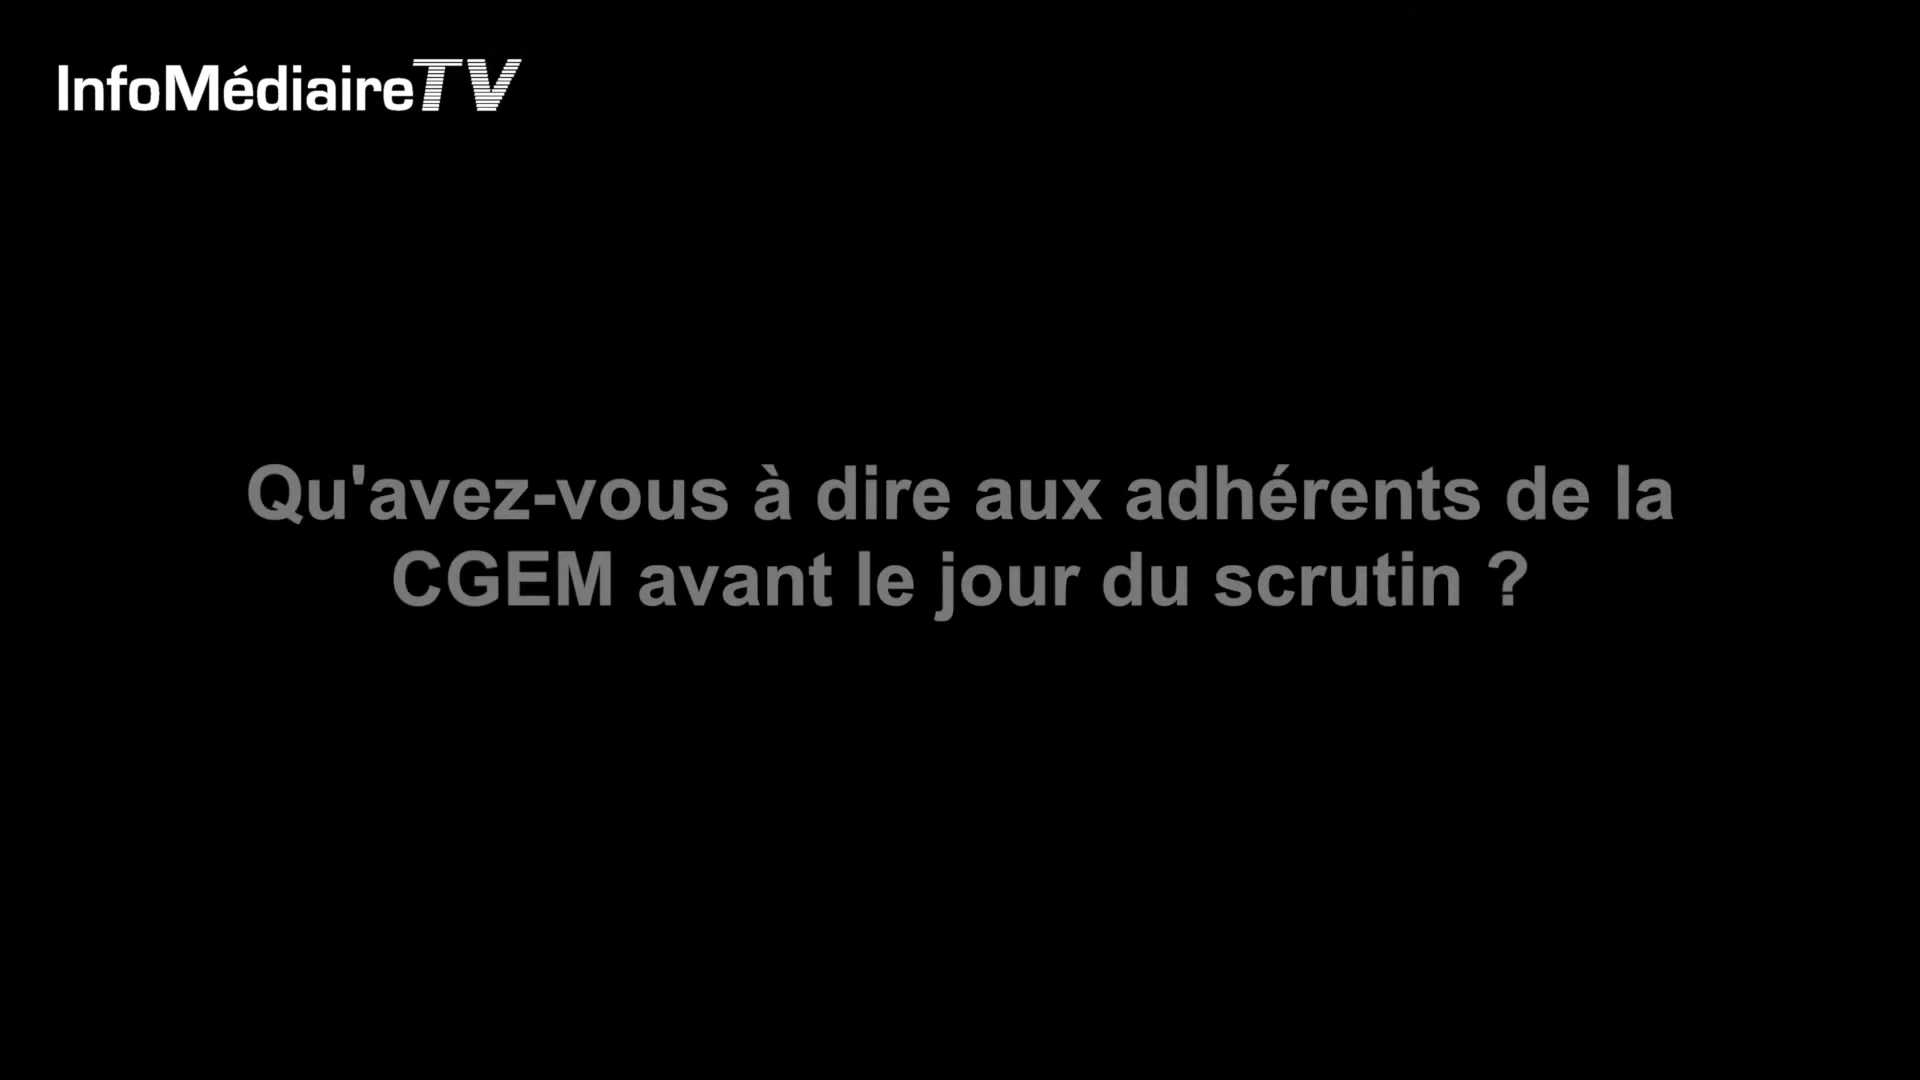 InfoMédiaireTV
Qu'avez-vous à dire aux adhérents de la
CGEM avant le jour du scrutin ?